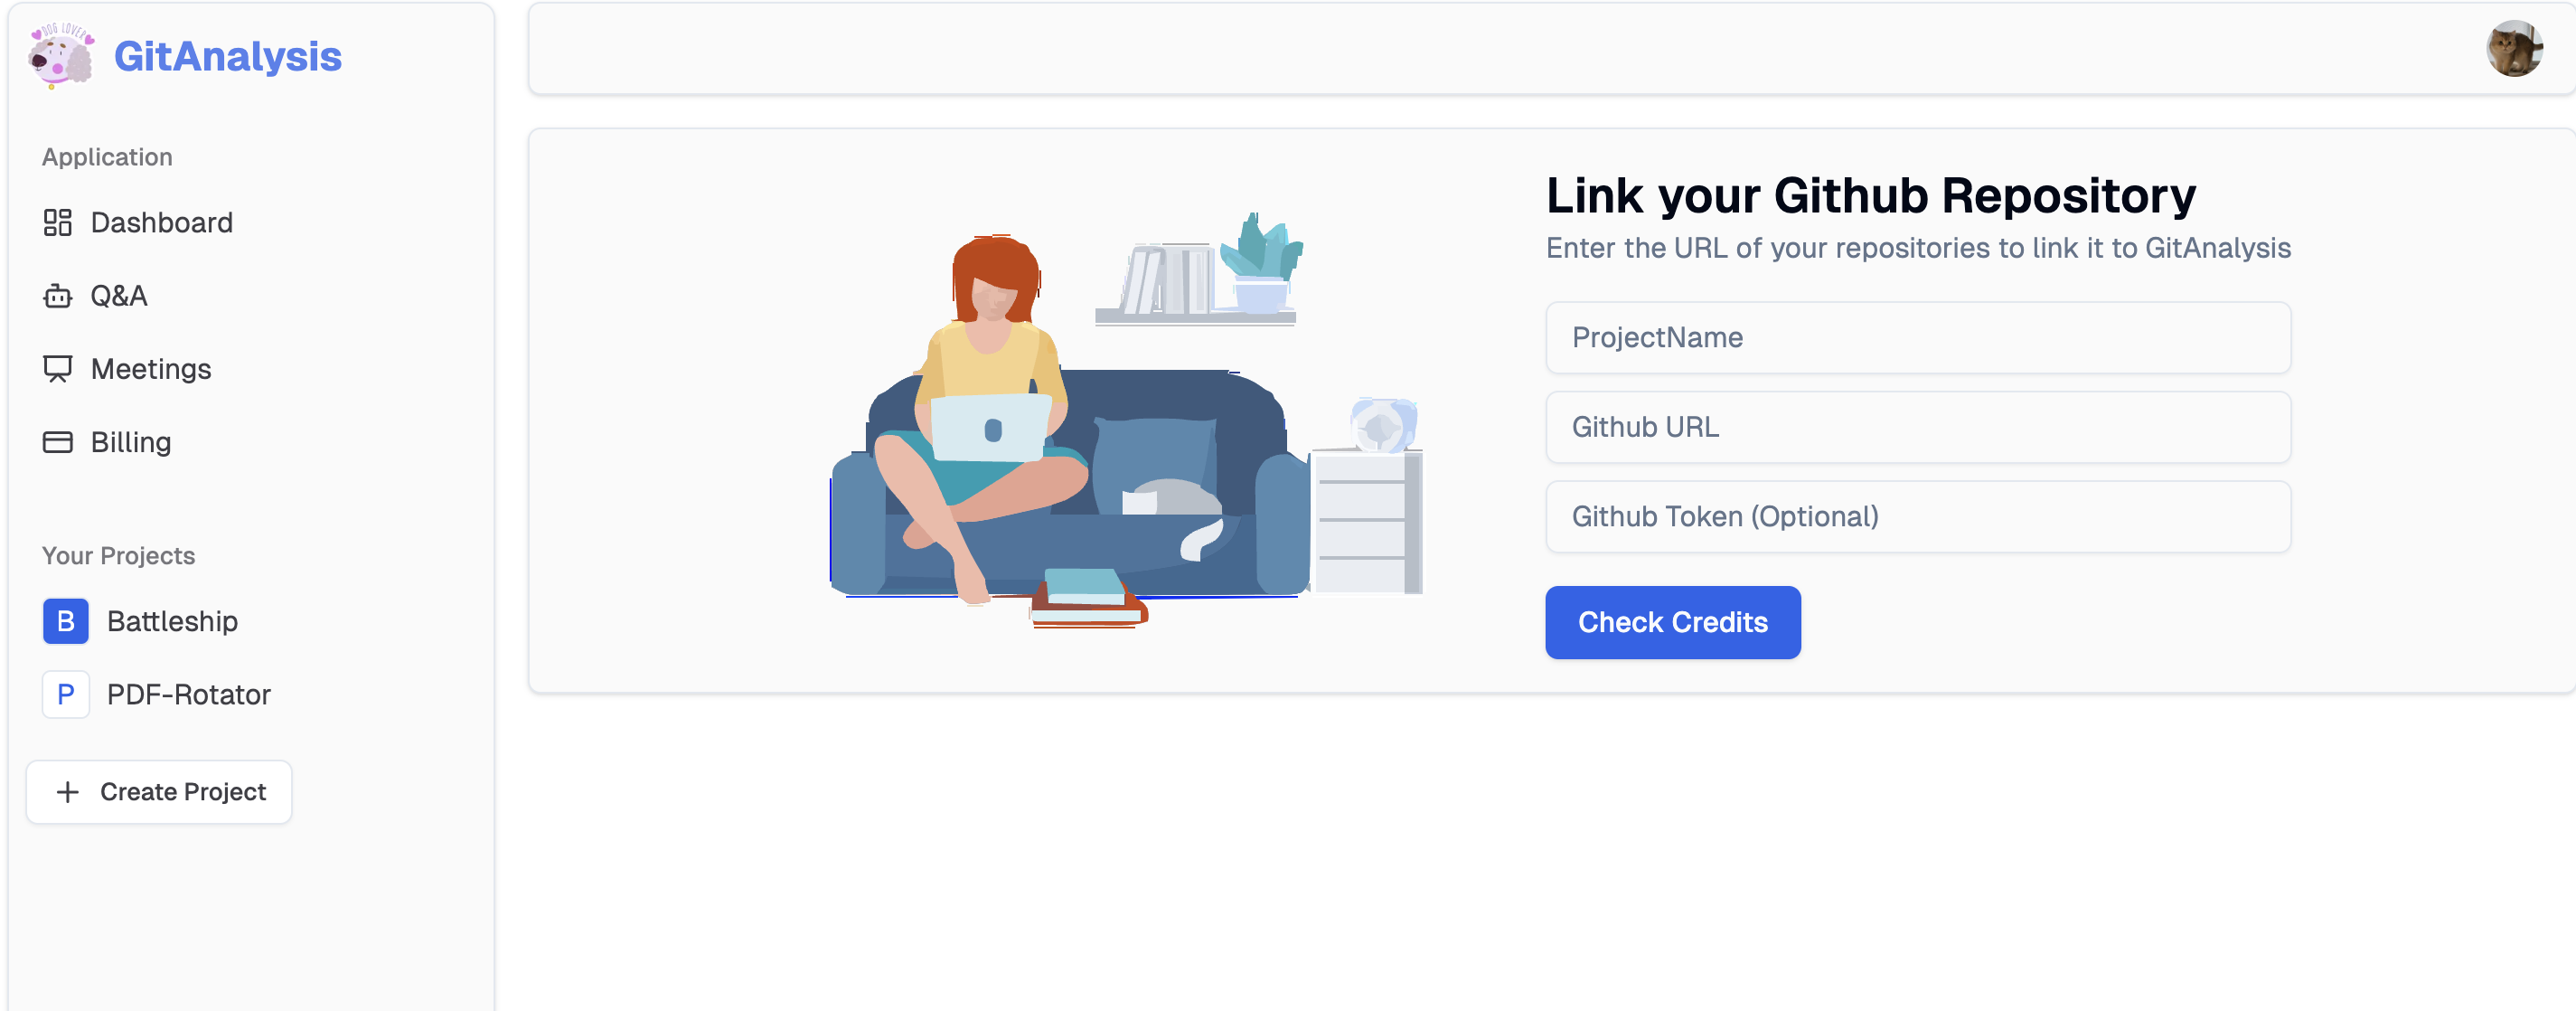 DOG LOVER
GitAnalysis
Application
Dashboard
Q&A
Meetings
Billing
Your Projects
B Battleship
P PDF-Rotator
+ Create Project
Link your Github Repository
Enter the URL of your repositories to link it to GitAnalysis
ProjectName
Github URL
Github Token (Optional)
Check Credits